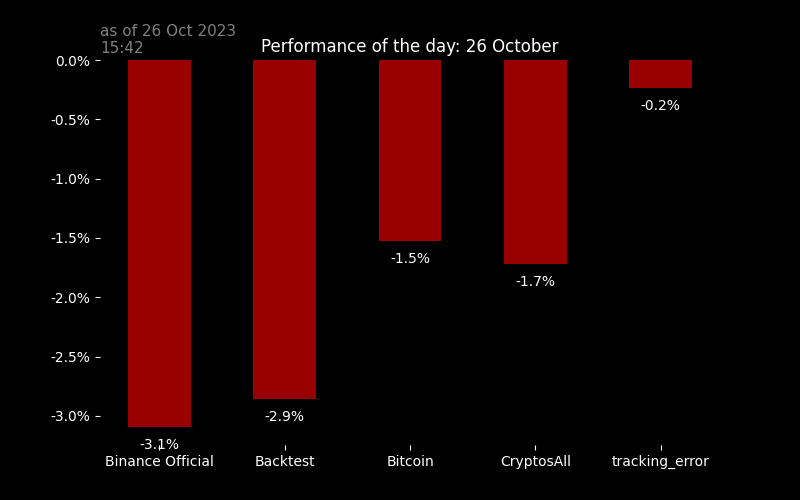 as of 26 Oct 2023
15:42
Performance of the day: 26 October
0.0%
-0.5%
-1.0%
-1.5%
-2.0%
-2.5%
-3.0%
-3.1%
-2.9%
-1.5%
-1.7%
-0.2%
Binance Official
Backtest
Bitcoin
CryptosAll
tracking_error